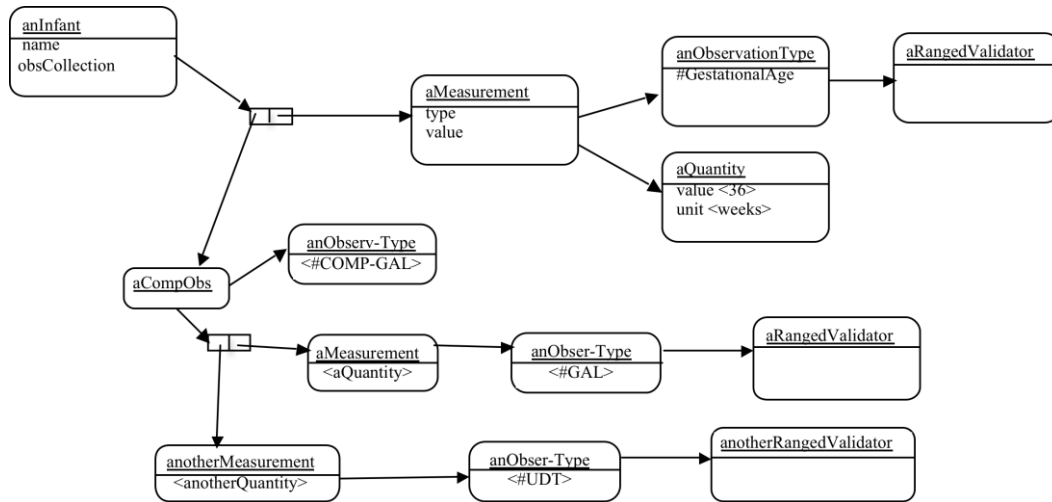 anInfant
name
obsCollection
anObservationType
#GestationalAge
aRangedValidator
aMeasurement
type
value
aQuantity
value <36>
unit <weeks>
anObserv-Type
<#COMP-GAL>
aCompObs
aMeasurement
<aQuantity>
anObser-Type
<#GAL>
aRangedValidator
anotherMeasurement
<anotherQuantity>
anObser-Type
<#UDT>
anotherRangedValidator